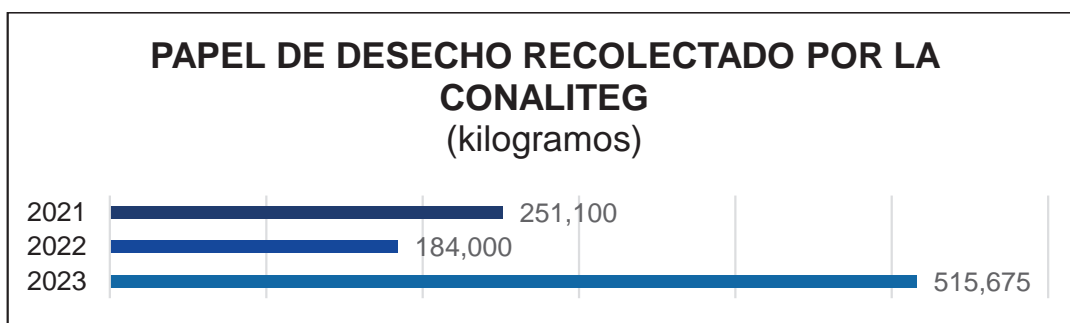 PAPEL DE DESECHO RECOLECTADO POR LA
CONALITEG
(kilogramos)
2021 251,100
2022 184,000
2023 515,675